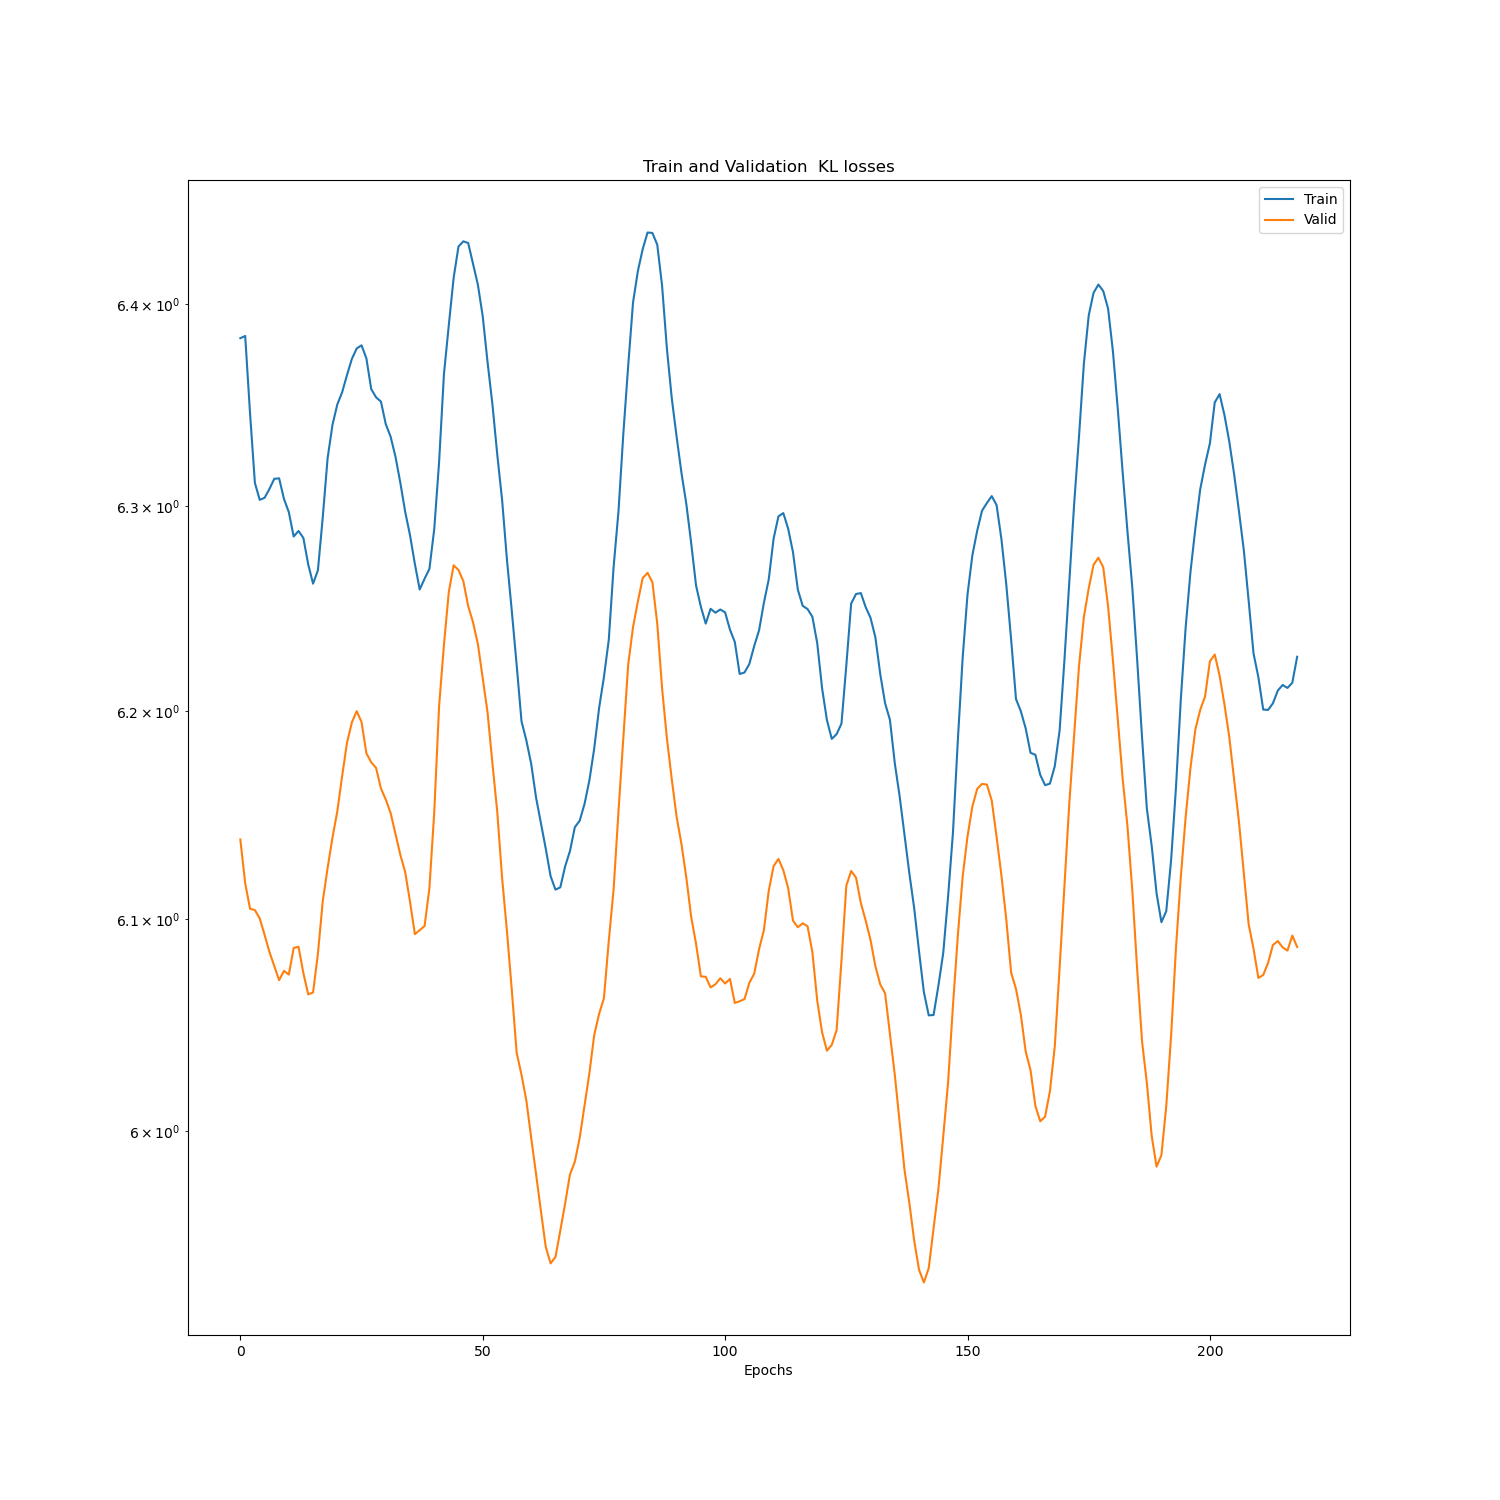 Train and Validation  KL losses
Train
Valid
6.4 × 10⁰
6.3 × 10⁰
6.2 × 10⁰
6.1 × 10⁰
6 × 10⁰
0 50 100 150 200
Epochs